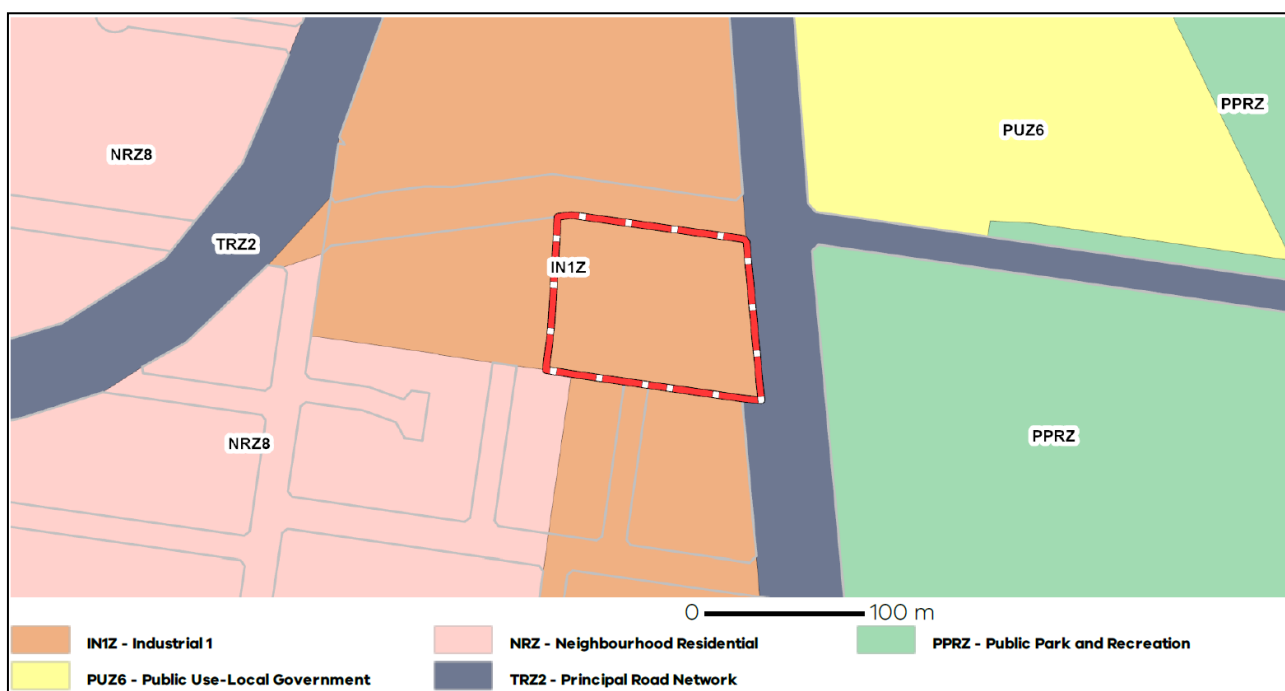 PPRZ
PUZ6
NRZ8
TRZ2
IN1Z
PPRZ
NRZ8
0 100 m
IN1Z - Industrial 1
NRZ - Neighbourhood Residential
PPRZ - Public Park and Recreation
PUZ6 - Public Use-Local Government
TRZ2 - Principal Road Network